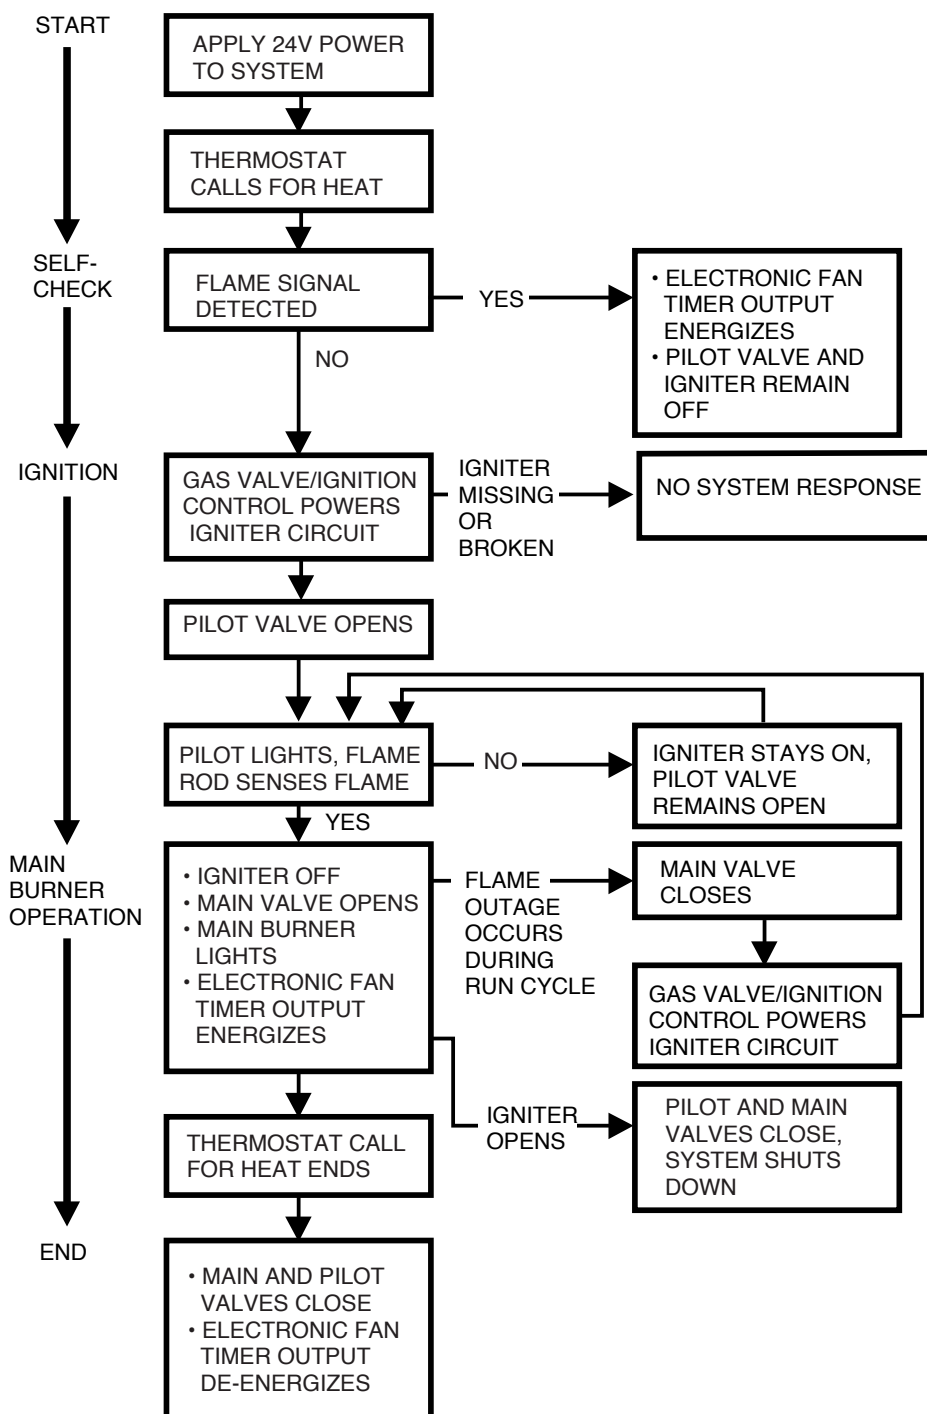 START
APPLY 24V POWER
TO SYSTEM
THERMOSTAT
CALLS FOR HEAT
SELF-
CHECK
FLAME SIGNAL
DETECTED
YES
• ELECTRONIC FAN
TIMER OUTPUT
ENERGIZES
• PILOT VALVE AND
IGNITER REMAIN
OFF
NO
IGNITION
GAS VALVE/IGNITION
CONTROL POWERS
IGNITER CIRCUIT
IGNITER
MISSING
OR
BROKEN
NO SYSTEM RESPONSE
PILOT VALVE OPENS
PILOT LIGHTS, FLAME
ROD SENSES FLAME
NO
IGNITER STAYS ON,
PILOT VALVE
REMAINS OPEN
YES
MAIN
BURNER
OPERATION
• IGNITER OFF
• MAIN VALVE OPENS
• MAIN BURNER
LIGHTS
• ELECTRONIC FAN
TIMER OUTPUT
ENERGIZES
FLAME
OUTAGE
OCCURS
DURING
RUN CYCLE
MAIN VALVE
CLOSES
GAS VALVE/IGNITION
CONTROL POWERS
IGNITER CIRCUIT
IGNITER
OPENS
PILOT AND MAIN
VALVES CLOSE,
SYSTEM SHUTS
DOWN
THERMOSTAT CALL
FOR HEAT ENDS
END
• MAIN AND PILOT
VALVES CLOSE
• ELECTRONIC FAN
TIMER OUTPUT
DE-ENERGIZES